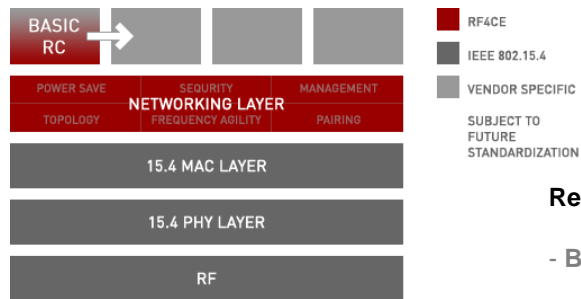 BASIC
RC
POWER SAVE SEQURITY MANAGEMENT
NETWORKING LAYER
TOPOLOGY FREQUENCY AGILITY PAIRING
15.4 MAC LAYER
15.4 PHY LAYER
RF
RF4CE
IEEE 802.15.4
VENDOR SPECIFIC
SUBJECT TO
FUTURE
STANDARDIZATION
Re
- B